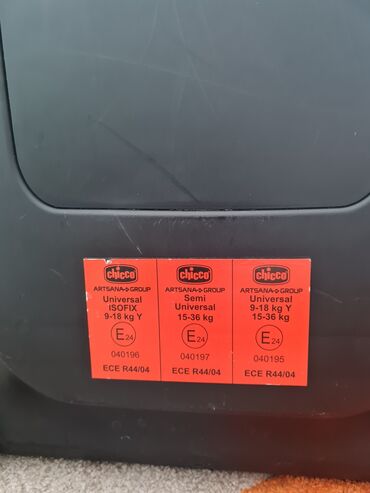 chicco
ARTSANA GROUP
Universal
ISOFIX
9-18 kg Y
E24
040196
ECE R44/04
chicco
ARTSANA GROUP
Semi
Universal
15-36 kg
E24
040197
ECE R44/04
chicco
ARTSANA GROUP
Universal
9-18 kg Y
15-36 kg
E24
040195
ECE R44/04